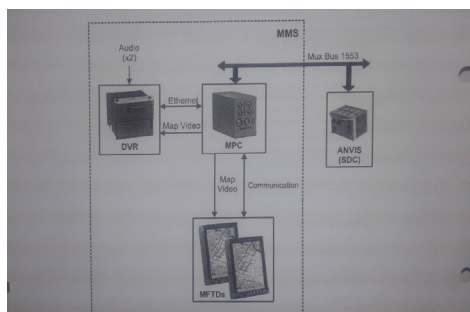 MMS
Audio
(x2)
Mux Bus 1553
Ethernet
Map Video
DVR
MPC
ANVIS
(SDC)
Map
Video
Communication
MFTDs